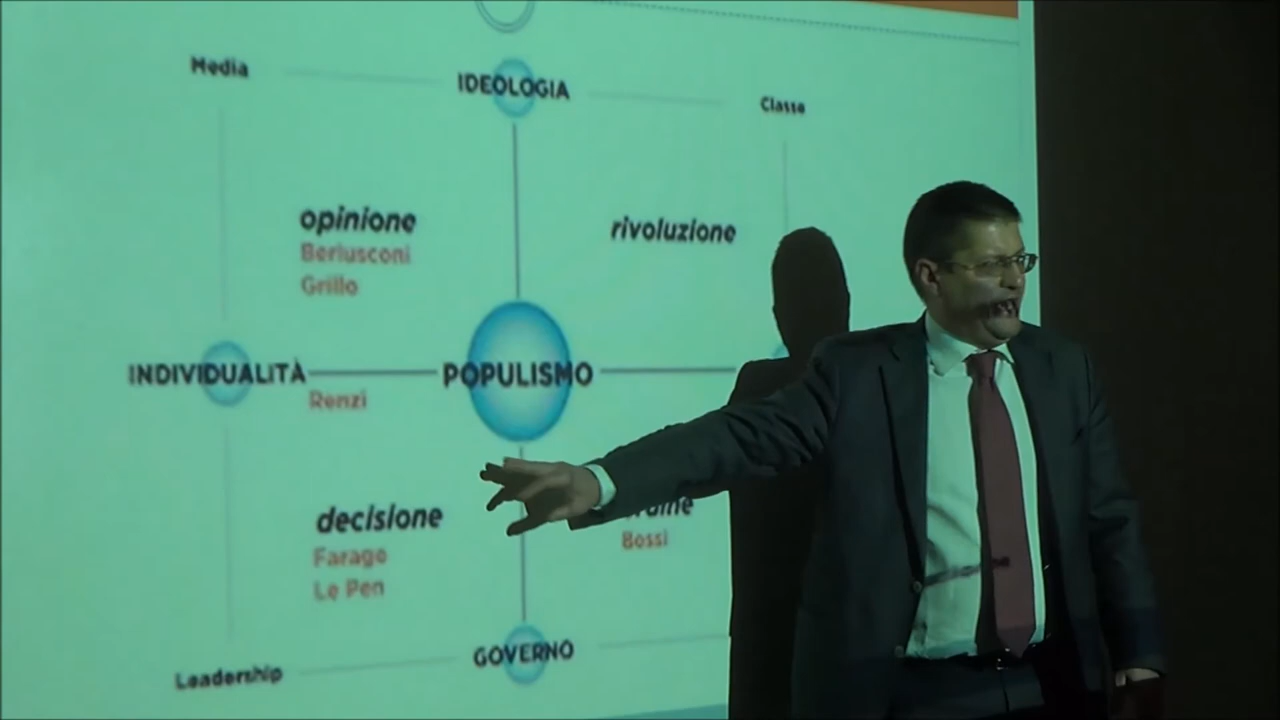 Media
IDEOLOGIA
Classe
opinione
Berlusconi
Grillo
rivoluzione
INDIVIDUALITÀ
POPULISMO
Renzi
decisione
Farage
Le Pen
Bossi
GOVERNO
Leadership